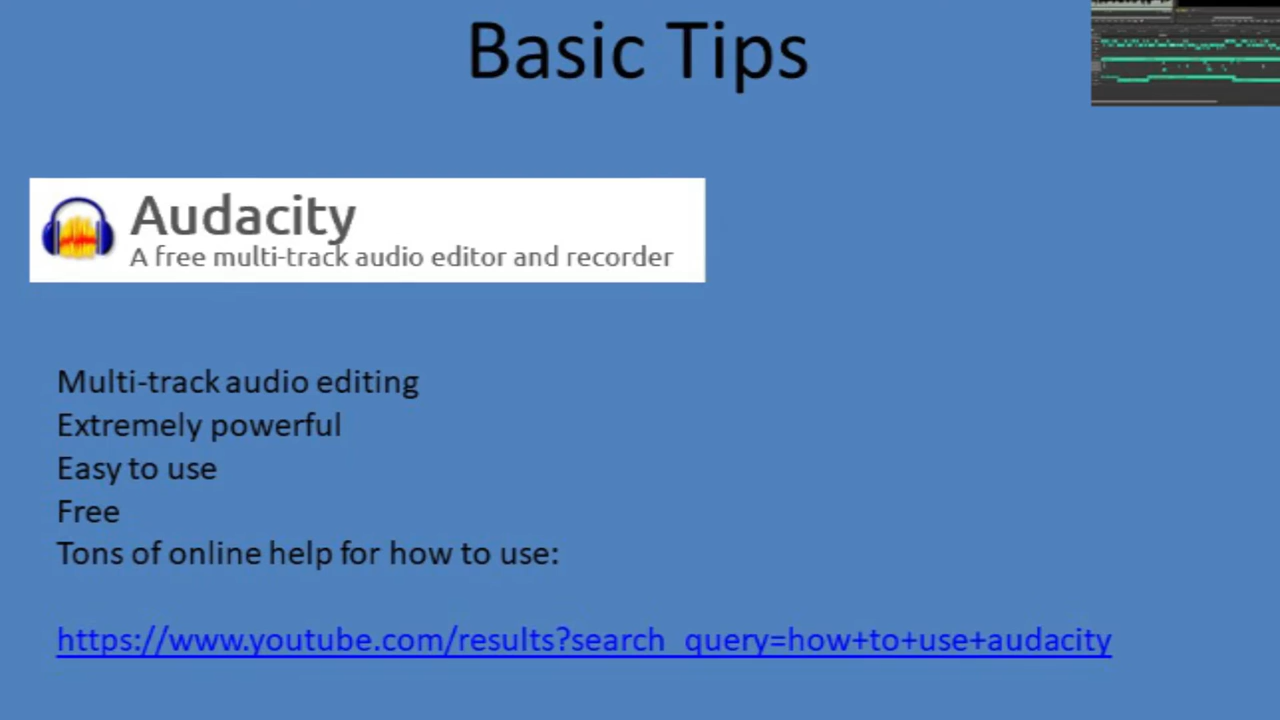 Basic Tips
Audacity
A free multi-track audio editor and recorder
Multi-track audio editing
Extremely powerful
Easy to use
Free
Tons of online help for how to use:
https://www.youtube.com/results?search_query=how+to+use+audacity